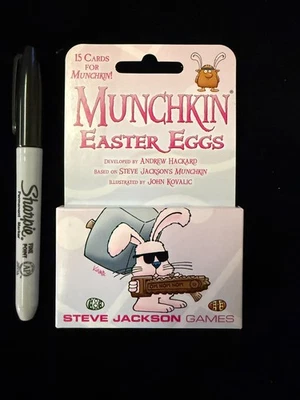 15 CARDS
FOR
MUNCHKIN!
MUNCHKIN®
EASTER EGGS
DEVELOPED BY ANDREW HACKARD
BASED ON STEVE JACKSON'S MUNCHKIN
ILLUSTRATED BY JOHN KOVALIC
Sharpie
FINE POINT
STEVE JACKSON GAMES